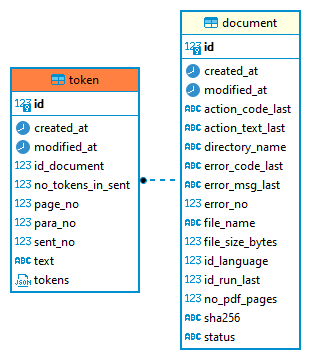 token
123 id
created_at
modified_at
123 id_document
123 no_tokens_in_sent
123 page_no
123 para_no
123 sent_no
ABC text
JSON tokens
document
123 id
created_at
modified_at
ABC action_code_last
ABC action_text_last
ABC directory_name
ABC error_code_last
ABC error_msg_last
123 error_no
ABC file_name
123 file_size_bytes
123 id_language
123 id_run_last
123 no_pdf_pages
ABC sha256
ABC status